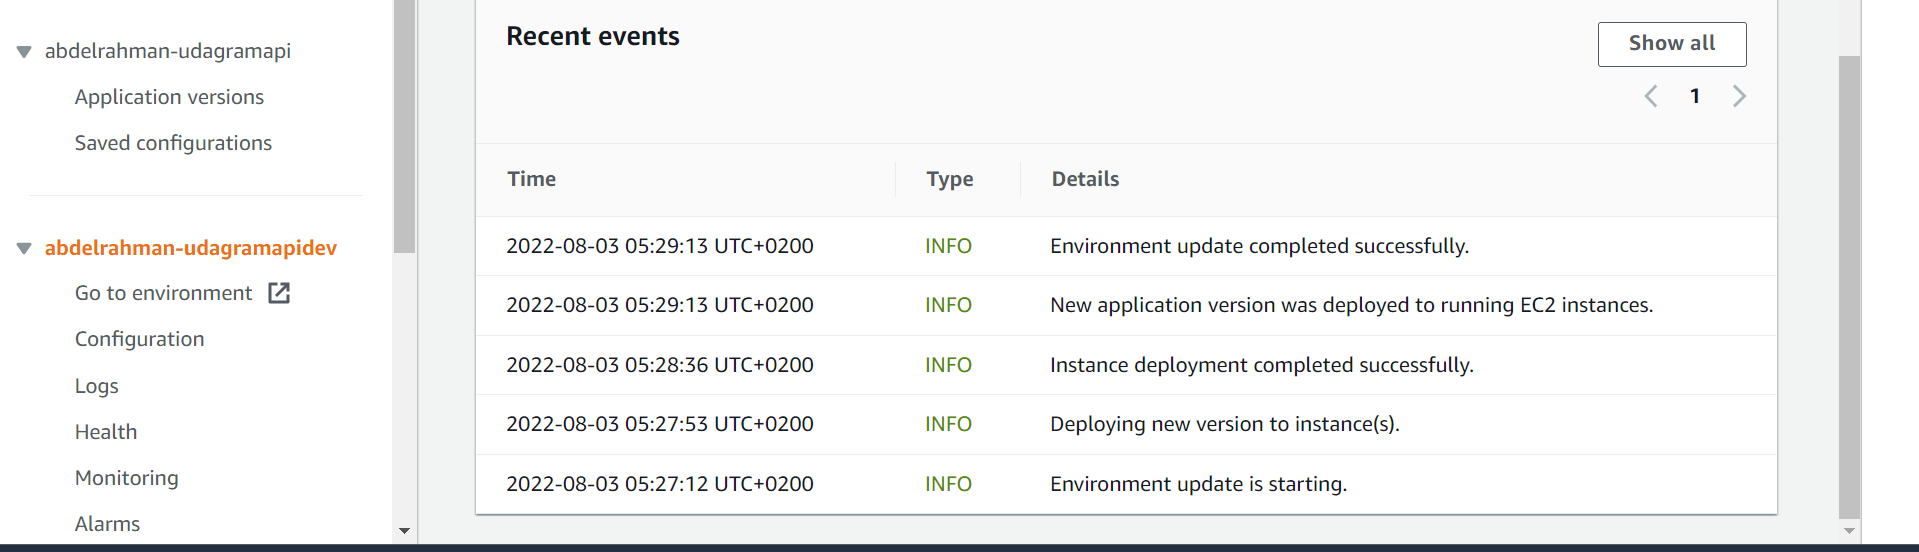 abdelrahman-udagramapi
Application versions
Saved configurations
abdelrahman-udagramapidev
Go to environment
Configuration
Logs
Health
Monitoring
Alarms
Recent events
Show all
1
Time Type Details
2022-08-03 05:29:13 UTC+0200 INFO Environment update completed successfully.
2022-08-03 05:29:13 UTC+0200 INFO New application version was deployed to running EC2 instances.
2022-08-03 05:28:36 UTC+0200 INFO Instance deployment completed successfully.
2022-08-03 05:27:53 UTC+0200 INFO Deploying new version to instance(s).
2022-08-03 05:27:12 UTC+0200 INFO Environment update is starting.